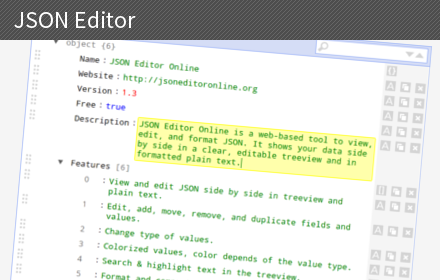 JSON Editor
object {6}
Name : JSON Editor Online
Website : http://jsoneditoronline.org
Version : 1.3
Free : true
Description : JSON Editor Online is a web-based tool to view,
edit, and format JSON. It shows your data side
by side in a clear, editable treeview and in
formatted plain text.
Features [6]
0 : View and edit JSON side by side in treeview and
plain text.
1 : Edit, add, move, remove, and duplicate fields and
values.
2 : Change type of values.
3 : Colorized values, color depends of the value type.
4 : Search & highlight text in the treeview.
5 : Format and